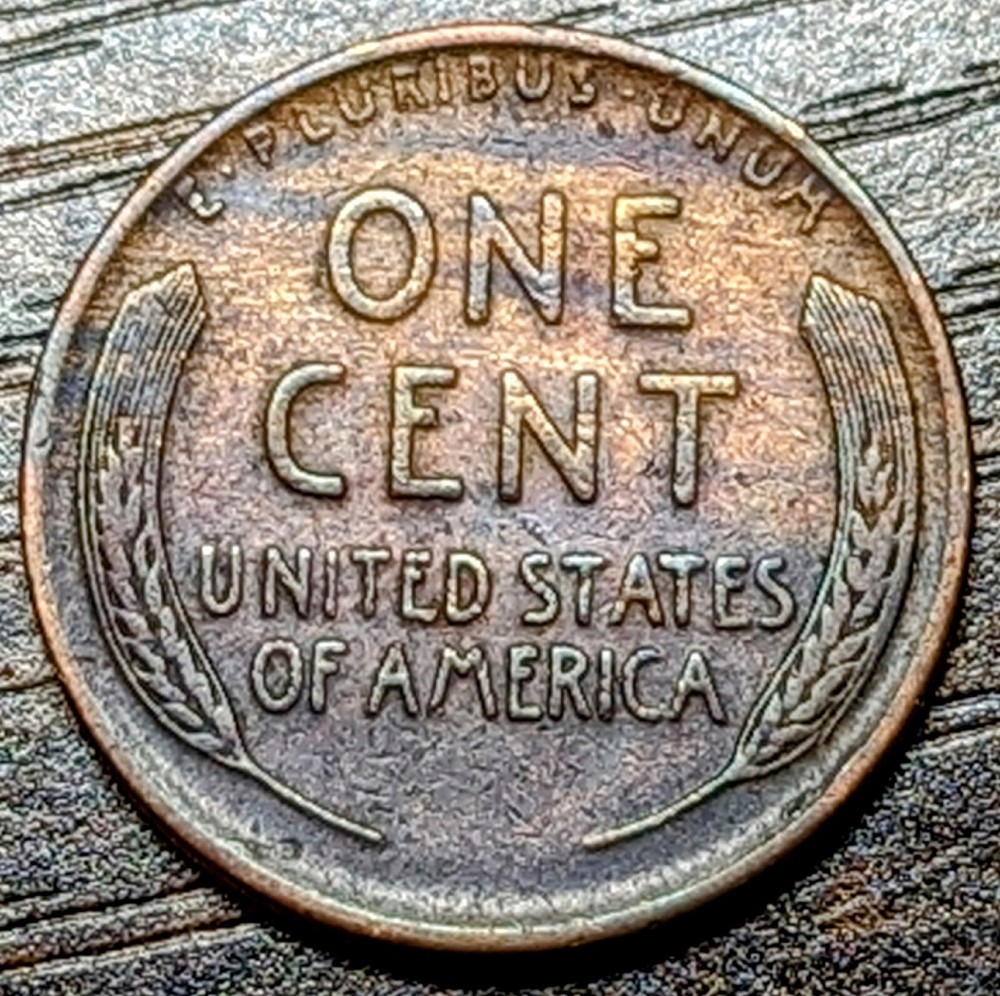 E·PLURIBUS·UNUM
ONE
CENT
UNITED STATES
OF AMERICA